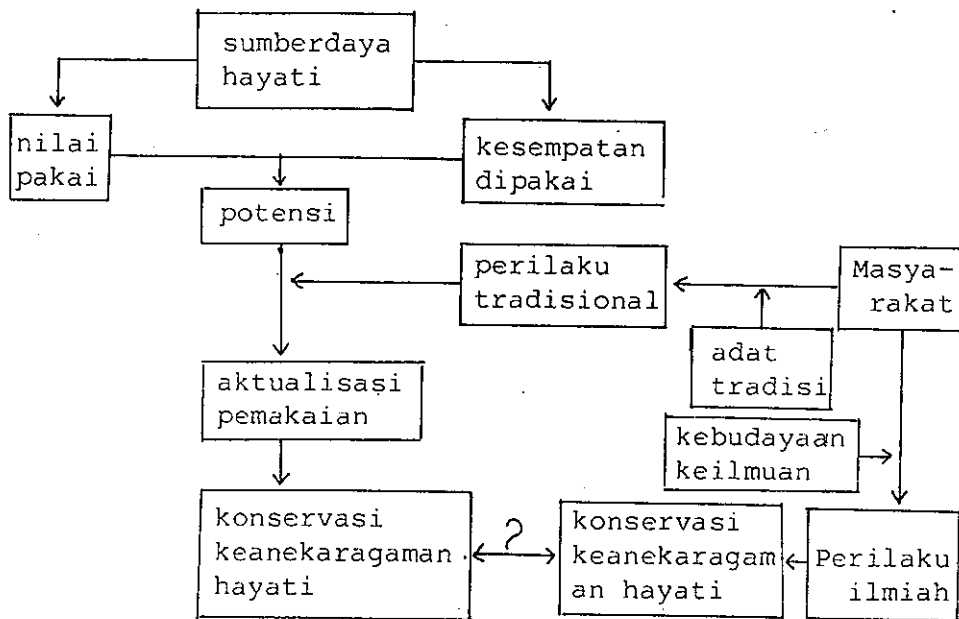 sumberdaya
hayati
nilai
pakai
kesempatan
dipakai
potensi
perilaku
tradisional
Masya-
rakat
adat
tradisi
aktualisasi
pemakaian
kebudayaan
keilmuan
konservasi
keanekaragaman
hayati
?
konservasi
keanekaragam
an hayati
Perilaku
ilmiah